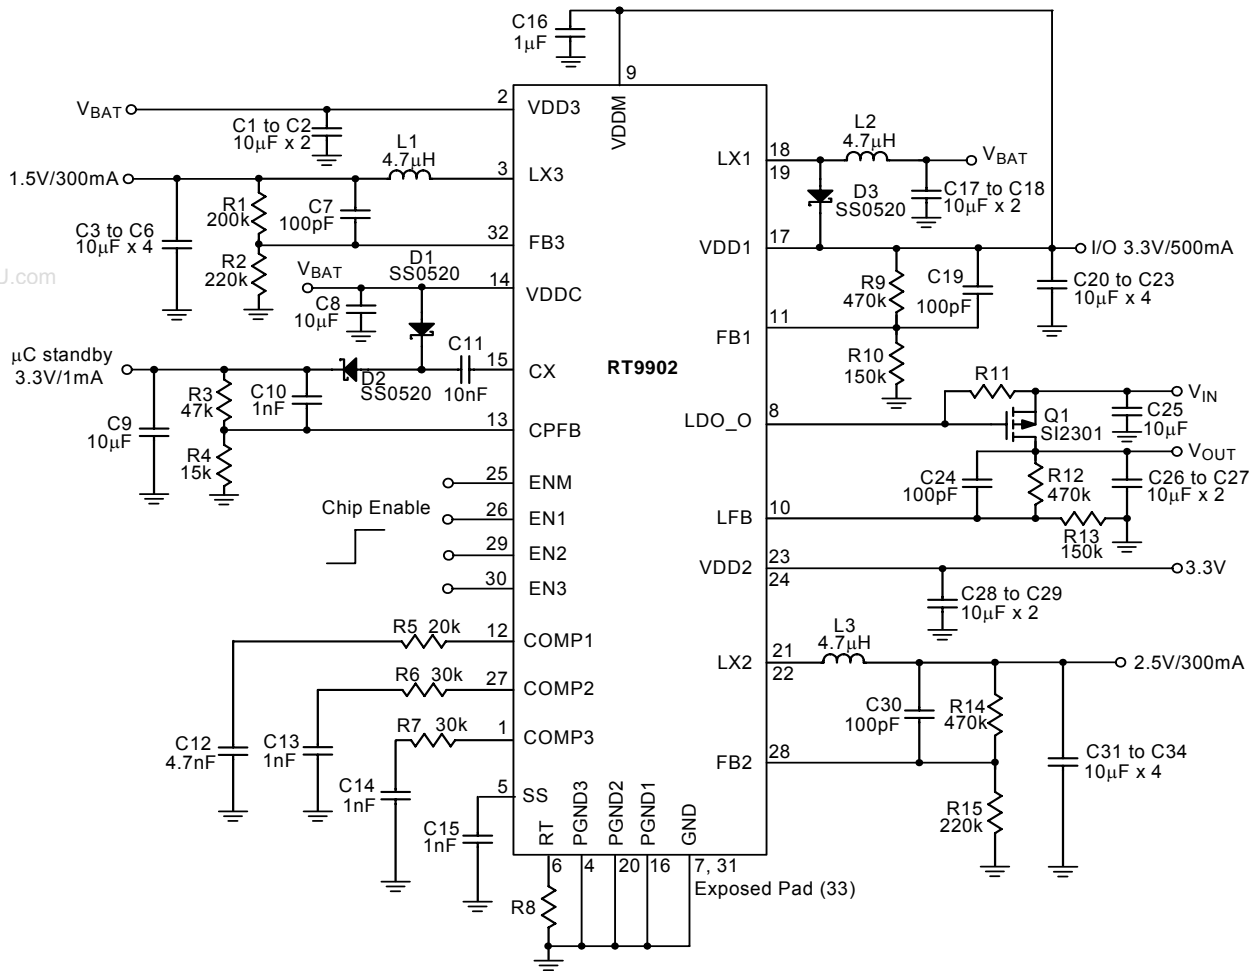 C16
1μF
9
VDDM
VBAT
2
VDD3
C1 to C2
10μF x 2
L1
4.7μH
1.5V/300mA
3
LX3
R1
200k
C7
100pF
C3 to C6
10μF x 4
32
FB3
R2
220k
D1
SS0520
VBAT
14
VDDC
C8
10μF
μC standby
3.3V/1mA
C11
10nF
15
CX
D2
SS0520
R3
47k
C10
1nF
C9
10μF
13
CPFB
R4
15k
25
ENM
Chip Enable
26
EN1
29
EN2
30
EN3
R5 20k
12
COMP1
R6 30k
27
COMP2
R7 30k
1
COMP3
C12
4.7nF
C13
1nF
C14
1nF
5
SS
C15
1nF
RT
PGND3
PGND2
PGND1
GND
6
4
20
16
7, 31
Exposed Pad (33)
R8
RT9902
L2
4.7μH
LX1
18
19
VBAT
D3
SS0520
C17 to C18
10μF x 2
VDD1
17
I/O 3.3V/500mA
R9
470k
C19
100pF
C20 to C23
10μF x 4
FB1
11
R10
150k
R11
VIN
LDO_O
8
Q1
SI2301
C25
10μF
VOUT
C24
100pF
R12
470k
C26 to C27
10μF x 2
LFB
10
R13
150k
VDD2
23
24
3.3V
C28 to C29
10μF x 2
L3
4.7μH
LX2
21
22
2.5V/300mA
C30
100pF
R14
470k
C31 to C34
10μF x 4
FB2
28
R15
220k
U.com